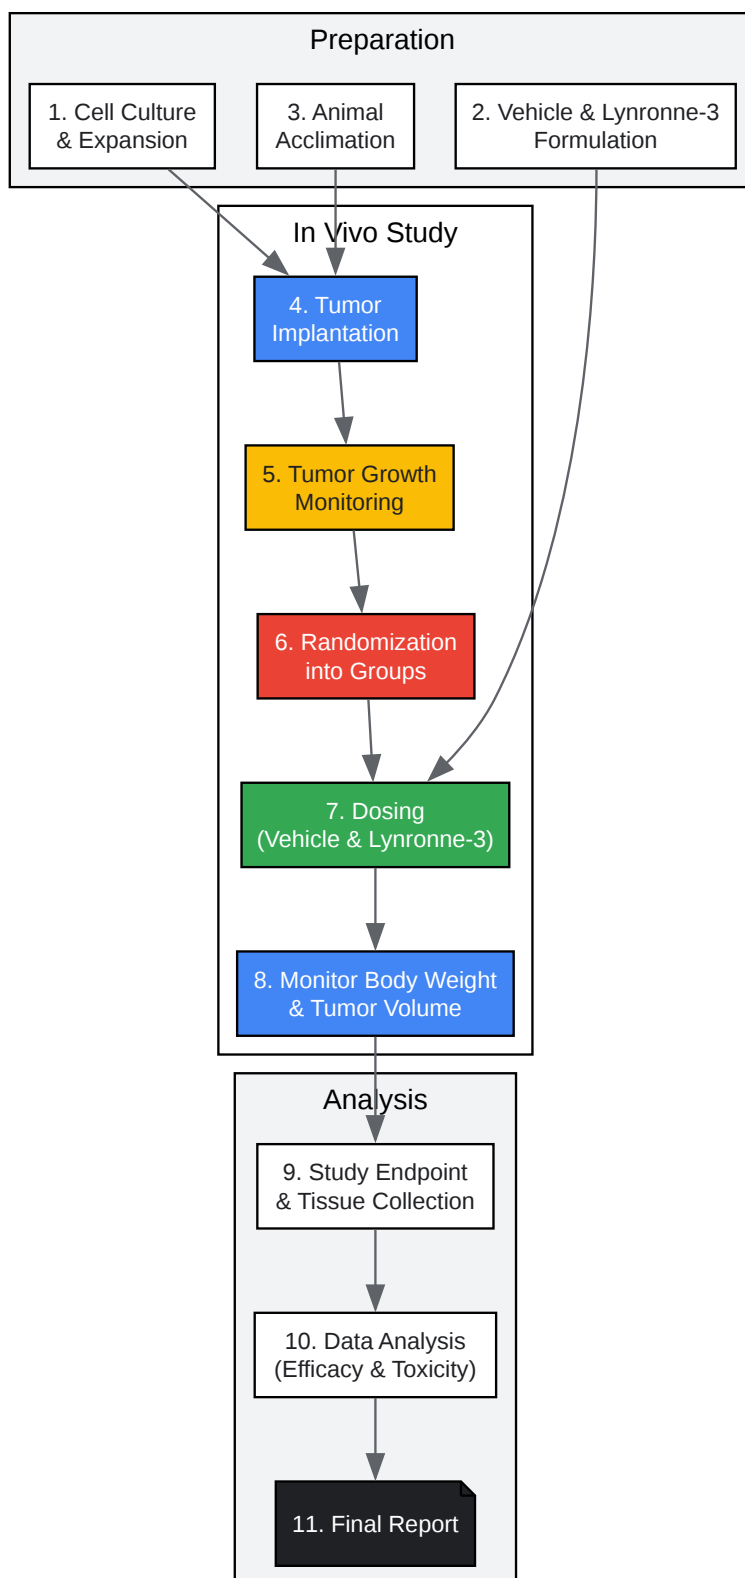 Preparation
1. Cell Culture
& Expansion
3. Animal
Acclimation
2. Vehicle & Lynronne-3
Formulation
In Vivo Study
4. Tumor
Implantation
5. Tumor Growth
Monitoring
6. Randomization
into Groups
7. Dosing
(Vehicle & Lynronne-3)
8. Monitor Body Weight
& Tumor Volume
Analysis
9. Study Endpoint
& Tissue Collection
10. Data Analysis
(Efficacy & Toxicity)
11. Final Report